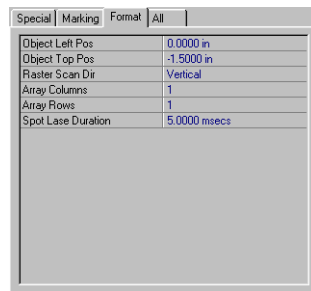 Special Marking Format All
Object Left Pos 0.0000 in
Object Top Pos -1.5000 in
Raster Scan Dir Vertical
Array Columns 1
Array Rows 1
Spot Lase Duration 5.0000 msecs